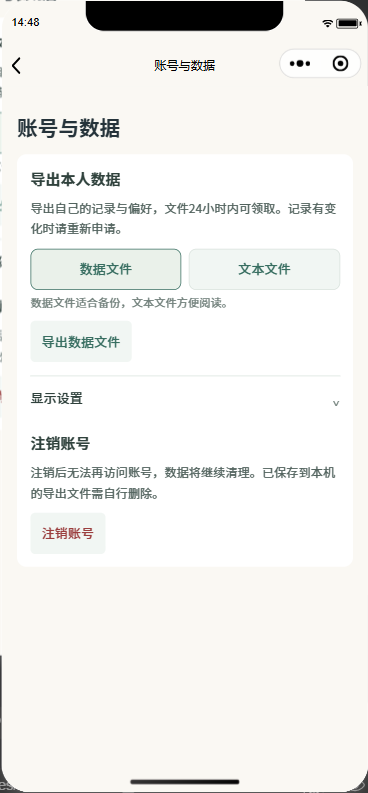 14:48
账号与数据
账号与数据
导出本人数据
导出自己的记录与偏好，文件24小时内可领取。记录有变
化时请重新申请。
数据文件
文本文件
数据文件适合备份，文本文件方便阅读。
导出数据文件
显示设置
注销账号
注销后无法再访问账号，数据将继续清理。已保存到本机
的导出文件需自行删除。
注销账号